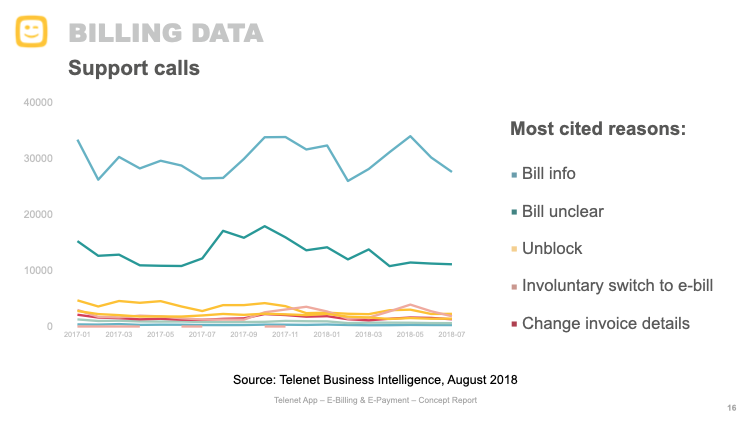 BILLING DATA
Support calls
40000
30000
20000
10000
0
2017-01
2017-03
2017-05
2017-07
2017-09
2017-11
2018-01
2018-03
2018-05
2018-07
Most cited reasons:
Bill info
Bill unclear
Unblock
Involuntary switch to e-bill
Change invoice details
Source: Telenet Business Intelligence, August 2018
Telenet App – E-Billing & E-Payment – Concept Report
16